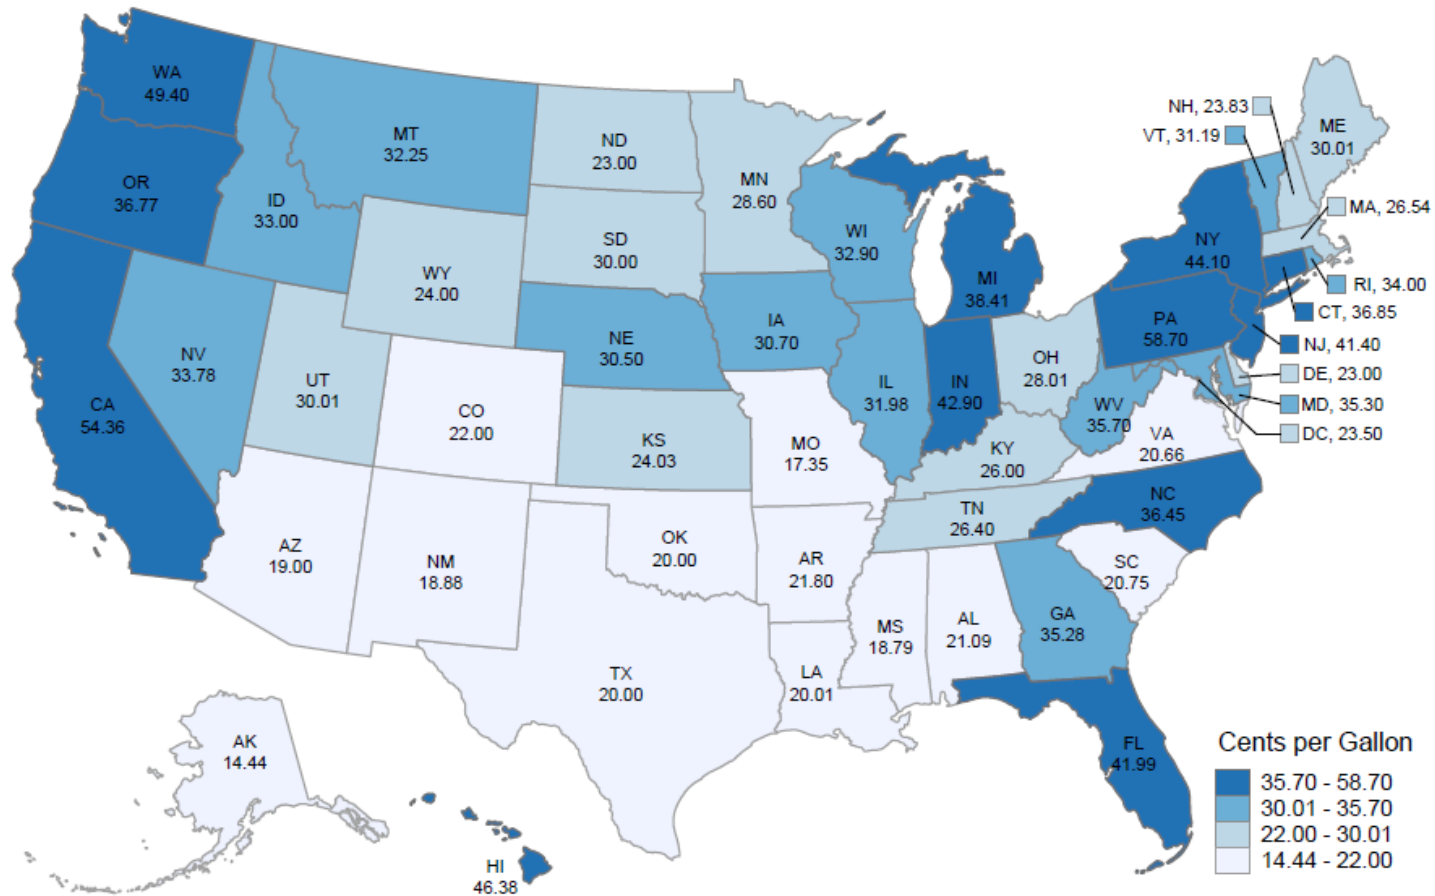 WA
49.40
OR
36.77
CA
54.36
NV
33.78
ID
33.00
MT
32.25
WY
24.00
UT
30.01
AZ
19.00
CO
22.00
NM
18.88
ND
23.00
SD
30.00
NE
30.50
KS
24.03
OK
20.00
TX
20.00
MN
28.60
IA
30.70
MO
17.35
AR
21.80
LA
20.01
WI
32.90
IL
31.98
MS
18.79
MI
38.41
IN
42.90
OH
28.01
KY
26.00
TN
26.40
AL
21.09
GA
35.28
FL
41.99
SC
20.75
NC
36.45
VA
20.66
WV
35.70
PA
58.70
NY
44.10
ME
30.01
NH, 23.83
VT, 31.19
MA, 26.54
RI, 34.00
CT, 36.85
NJ, 41.40
DE, 23.00
MD, 35.30
DC, 23.50
AK
14.44
HI
46.38
Cents per Gallon
35.70 - 58.70
30.01 - 35.70
22.00 - 30.01
14.44 - 22.00